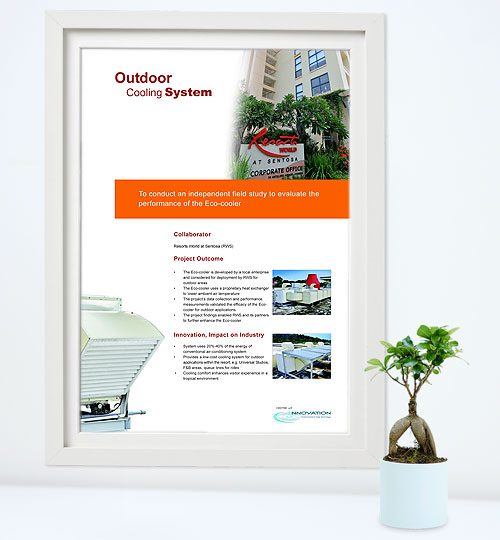 Outdoor
Cooling System
Resorts
WORLD
AT SENTOSA
CORPORATE OFFICE
To conduct an independent field study to evaluate the
performance of the Eco-cooler
Collaborator
Resorts World at Sentosa (RWS)
Project Outcome
• The Eco-cooler is developed by a local enterprise
and considered for deployment by RWS for
outdoor areas
• The Eco-cooler uses a proprietary heat exchanger
to lower ambient air temperature
• The project's data collection and performance
measurements validated the efficacy of the Eco-
cooler for outdoor applications
• The project findings enabled RWS and its partners
to further enhance the Eco-cooler
Innovation, Impact on Industry
• System uses 20%-40% of the energy of
conventional air-conditioning system
• Provides a low-cost cooling system for outdoor
applications within the resort e.g. Universal Studios,
F&B areas, queue lines for rides
• Cooling comfort enhances visitor experience in a
tropical environment
INNOVATION